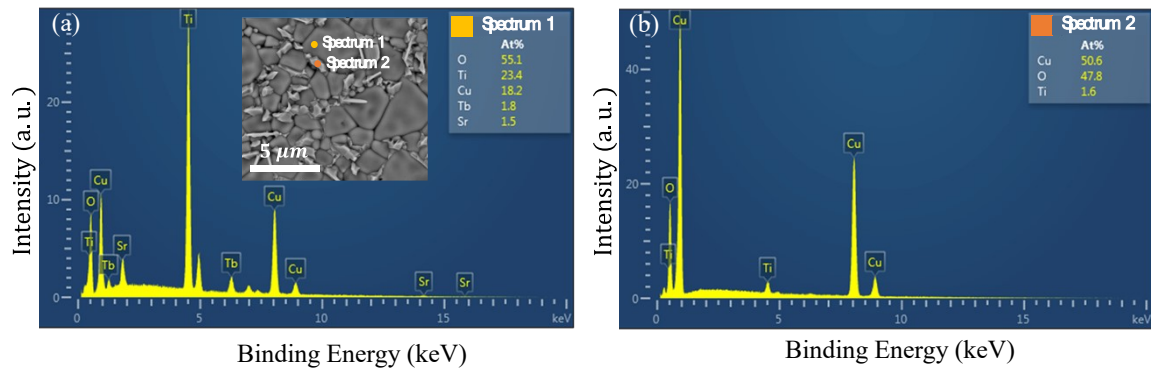 (a)
Intensity (a. u. )
20
10
0
Ti
Cu
O
Ti
Tb
Sr
Tb
Cu
Cu
Sr
Sr
Spectrum 1
Spectrum 2
5 μm
Spectrum 1
At%
O 55.1
Ti 23.4
Cu 18.2
Tb 1.8
Sr 1.5
0 5 10 15 keV
Binding Energy (keV)
(b)
Intensity (a. u. )
40
20
0
Cu
O
Ti
Ti
Cu
Cu
Spectrum 2
At%
Cu 50.6
O 47.8
Ti 1.6
0 5 10 15 keV
Binding Energy (keV)